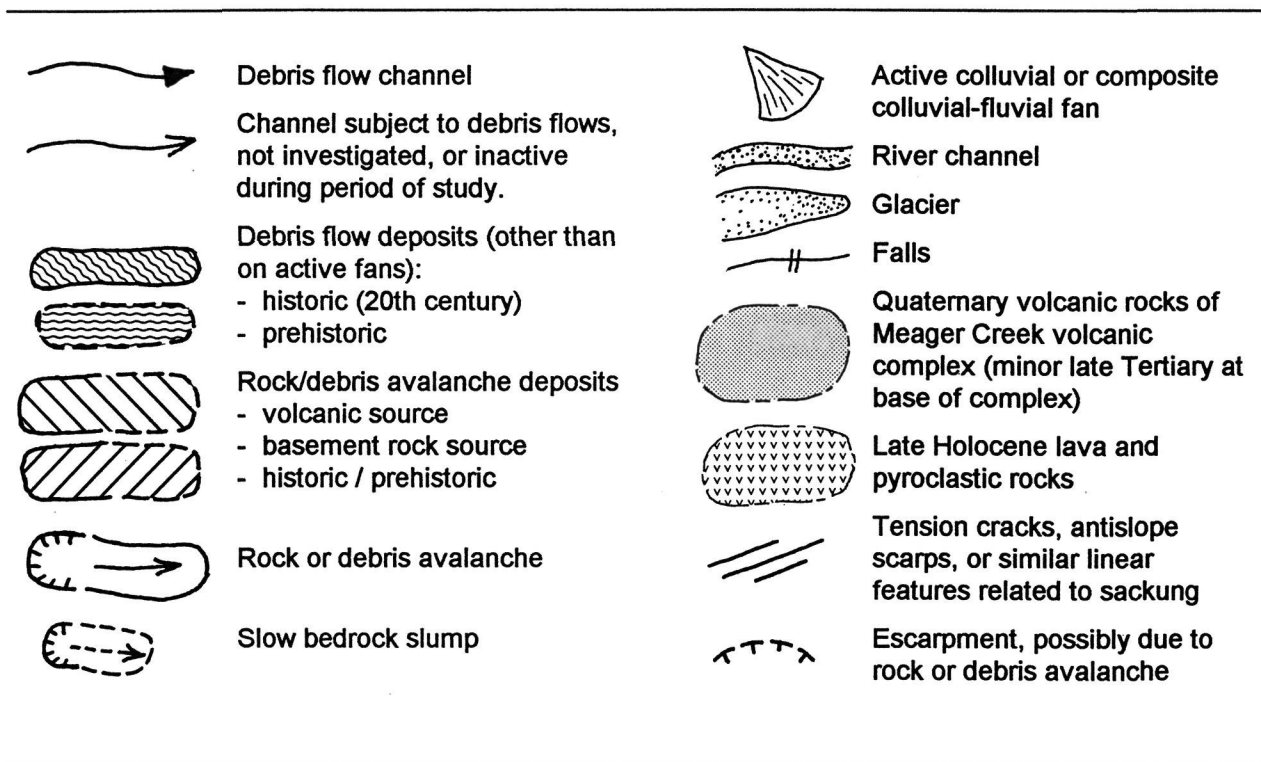 Debris flow channel
Channel subject to debris flows,
not investigated, or inactive
during period of study.
Debris flow deposits (other than
on active fans):
- historic (20th century)
- prehistoric
Rock/debris avalanche deposits
- volcanic source
- basement rock source
- historic / prehistoric
Rock or debris avalanche
Slow bedrock slump
Active colluvial or composite
colluvial-fluvial fan
River channel
Glacier
Falls
Quaternary volcanic rocks of
Meager Creek volcanic
complex (minor late Tertiary at
base of complex)
Late Holocene lava and
pyroclastic rocks
Tension cracks, antislope
scarps, or similar linear
features related to sackung
Escarpment, possibly due to
rock or debris avalanche